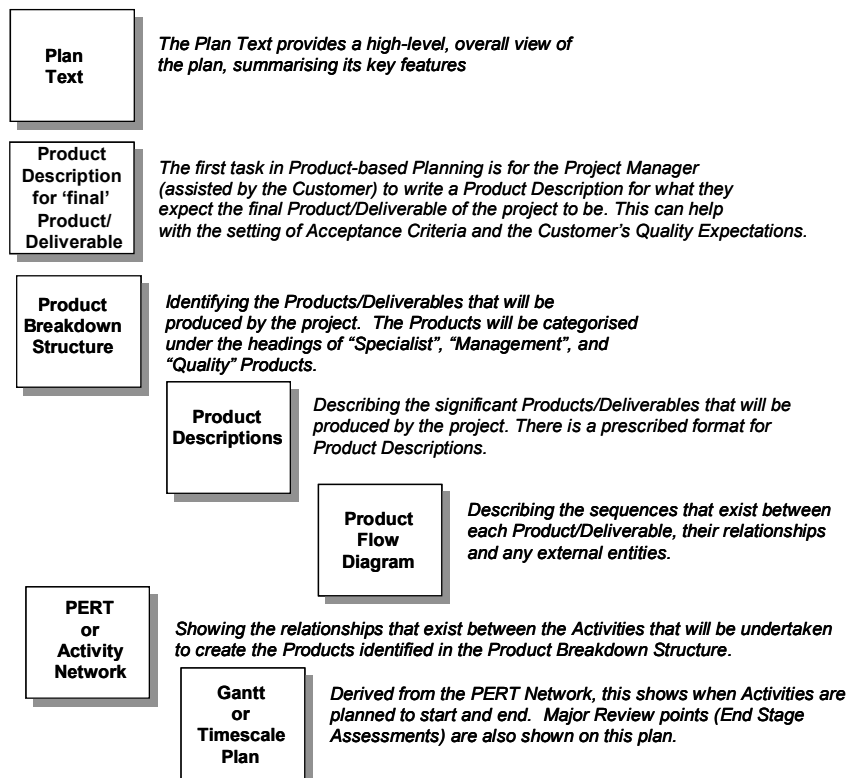 Plan
Text
The Plan Text provides a high-level, overall view of
the plan, summarising its key features
Product
Description
for ‘final’
Product/
Deliverable
The first task in Product-based Planning is for the Project Manager
(assisted by the Customer) to write a Product Description for what they
expect the final Product/Deliverable of the project to be. This can help
with the setting of Acceptance Criteria and the Customer’s Quality Expectations.
Product
Breakdown
Structure
Identifying the Products/Deliverables that will be
produced by the project.  The Products will be categorised
under the headings of “Specialist”, “Management”, and
“Quality” Products.
Product
Descriptions
Describing the significant Products/Deliverables that will be
produced by the project. There is a prescribed format for
Product Descriptions.
Product
Flow
Diagram
Describing the sequences that exist between
each Product/Deliverable, their relationships
and any external entities.
PERT
or
Activity
Network
Showing the relationships that exist between the Activities that will be undertaken
to create the Products identified in the Product Breakdown Structure.
Gantt
or
Timescale
Plan
Derived from the PERT Network, this shows when Activities are
planned to start and end.  Major Review points (End Stage
Assessments) are also shown on this plan.